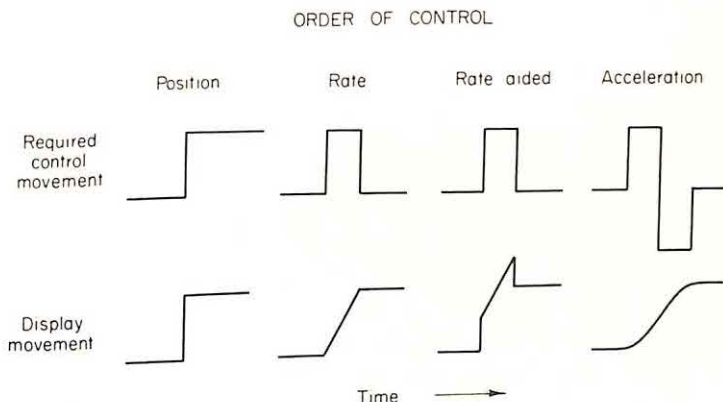 ORDER OF CONTROL
Position Rate Rate aided Acceleration
Required
control
movement
Display
movement
Time